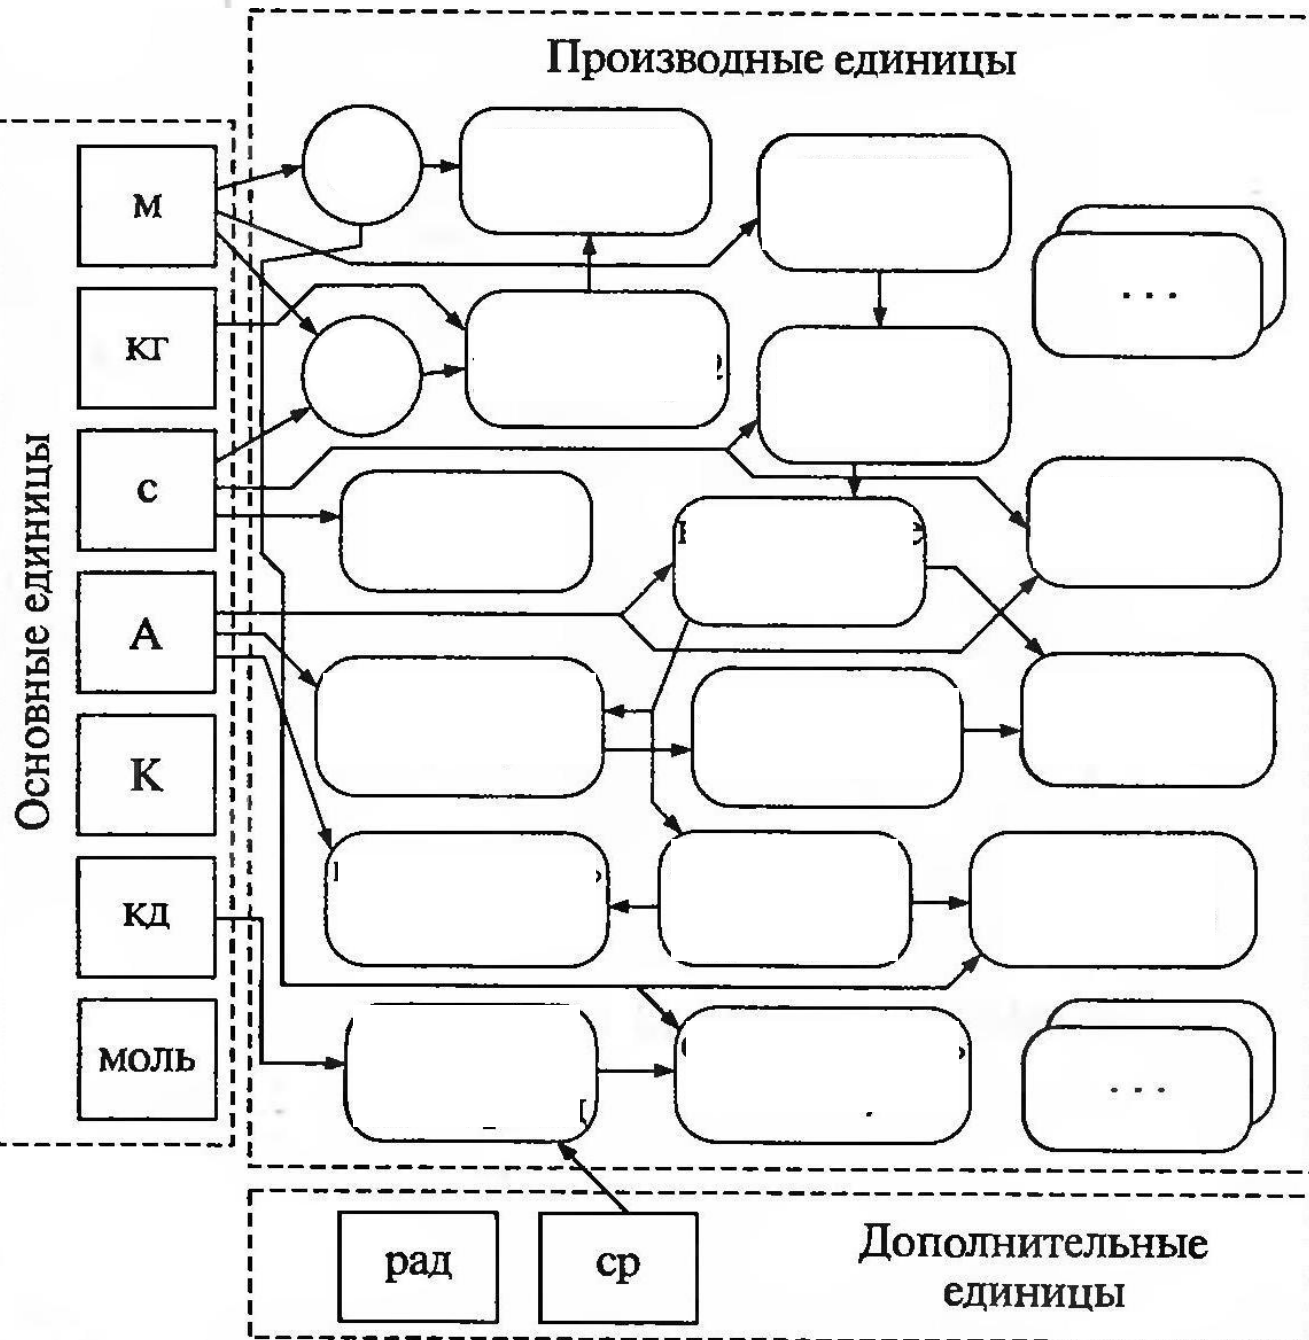 Производные единицы
Основные единицы
м
кг
с
А
К
кд
моль
...
...
рад
ср
Дополнительные
единицы